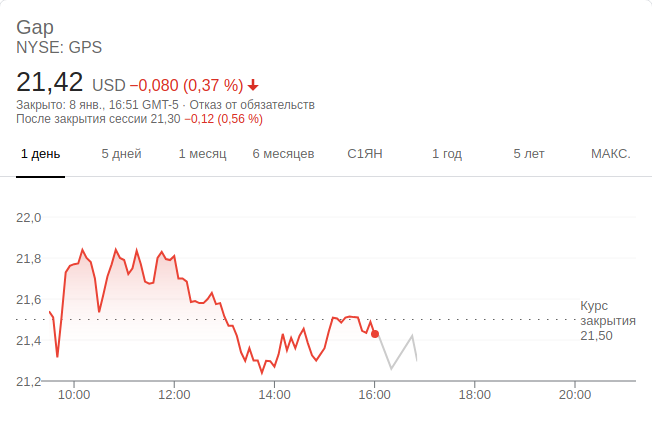 Gap
NYSE: GPS
21,42 USD −0,080 (0,37 %)
Закрыто: 8 янв., 16:51 GMT-5 · Отказ от обязательств
После закрытия сессии 21,30 −0,12 (0,56 %)
1 день 5 дней 1 месяц 6 месяцев С1ЯН 1 год 5 лет МАКС.
22,0
21,8
21,6
Курс
закрытия
21,50
21,4
21,2
10:00 12:00 14:00 16:00 18:00 20:00